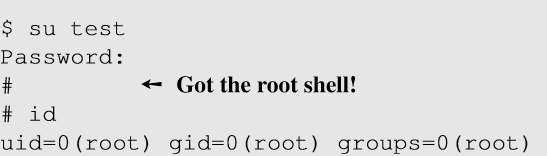 $ su test
Password:
# ← Got the root shell!
# id
uid=0(root) gid=0(root) groups=0(root)